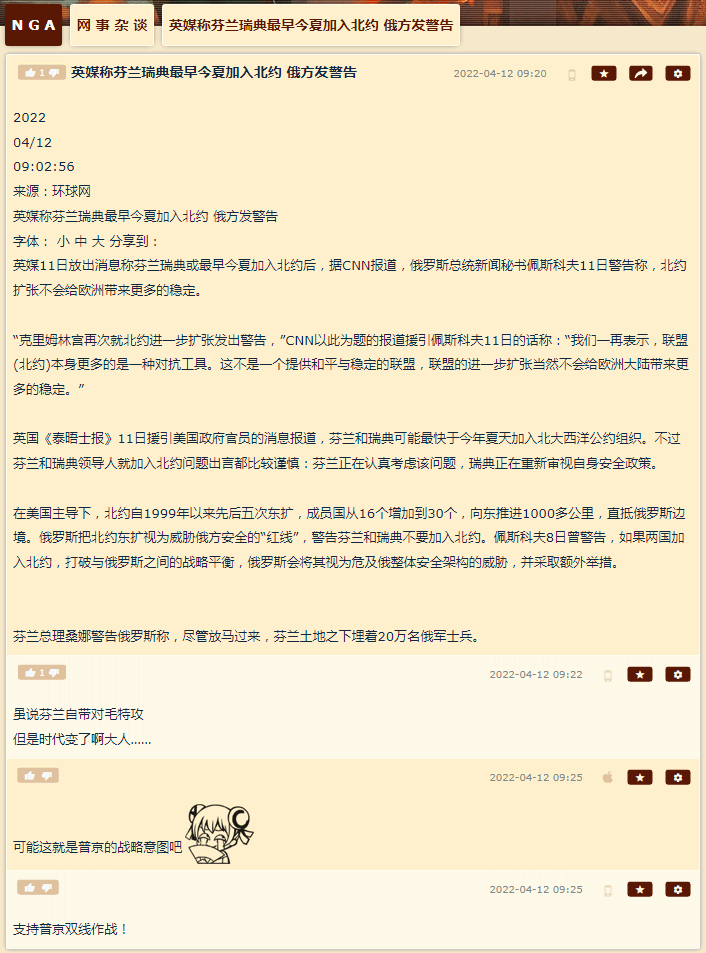 NGA 网事杂谈 英媒称芬兰瑞典最早今夏加入北约 俄方发警告
1 英媒称芬兰瑞典最早今夏加入北约 俄方发警告 2022-04-12 09:20
2022
04/12
09:02:56
来源：环球网
英媒称芬兰瑞典最早今夏加入北约 俄方发警告
字体： 小 中 大 分享到：
英媒11日放出消息称芬兰瑞典或最早今夏加入北约后，据CNN报道，俄罗斯总统新闻秘书佩斯科夫11日警告称，北约
扩张不会给欧洲带来更多的稳定。
“克里姆林宫再次就北约进一步扩张发出警告，”CNN以此为题的报道援引佩斯科夫11日的话称：“我们一再表示，联盟
(北约)本身更多的是一种对抗工具。这不是一个提供和平与稳定的联盟，联盟的进一步扩张当然不会给欧洲大陆带来更
多的稳定。”
英国《泰晤士报》11日援引美国政府官员的消息报道，芬兰和瑞典可能最快于今年夏天加入北大西洋公约组织。不过
芬兰和瑞典领导人就加入北约问题出言都比较谨慎：芬兰正在认真考虑该问题，瑞典正在重新审视自身安全政策。
在美国主导下，北约自1999年以来先后五次东扩，成员国从16个增加到30个，向东推进1000多公里，直抵俄罗斯边
境。俄罗斯把北约东扩视为威胁俄方安全的“红线”，警告芬兰和瑞典不要加入北约。佩斯科夫8日曾警告，如果两国加
入北约，打破与俄罗斯之间的战略平衡，俄罗斯会将其视为危及俄整体安全架构的威胁，并采取额外举措。
芬兰总理桑娜警告俄罗斯称，尽管放马过来，芬兰土地之下埋着20万名俄军士兵。
1 2022-04-12 09:22
虽说芬兰自带对毛特攻
但是时代变了啊大人……
2022-04-12 09:25
可能这就是普京的战略意图吧
2022-04-12 09:25
支持普京双线作战！